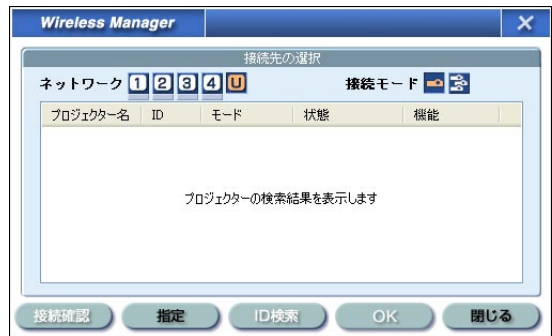 Wireless Manager
接続先の選択
ネットワーク 1 2 3 4 U 接続モード
プロジェクター名 ID モード 状態 機能
プロジェクターの検索結果を表示します
接続確認 指定 ID検索 OK 閉じる